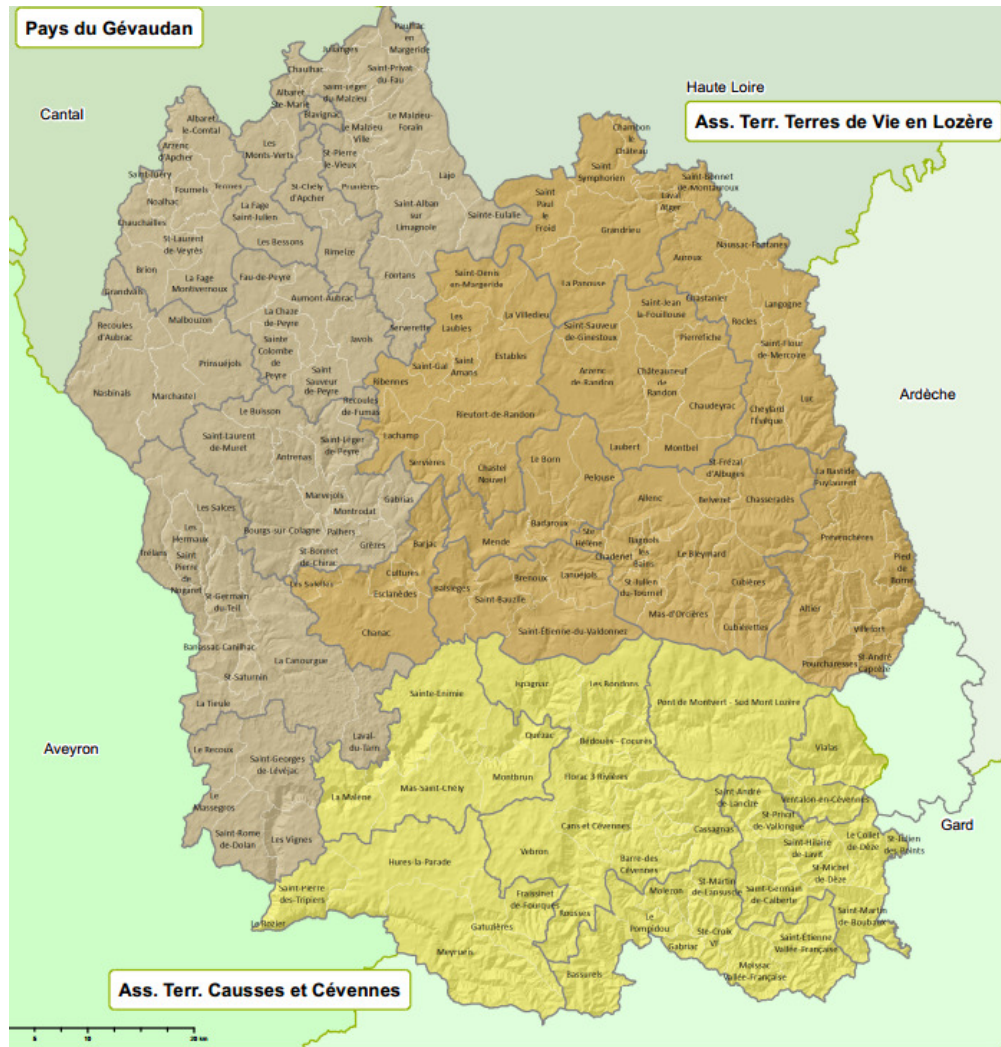 Pays du Gévaudan
Paulhac
en
Margeride
Julianges
Chaulhac
Saint-Privat
du-Fau
Saint-Léger
du-Malzieu
Haute Loire
Albaret
Ste-Marie
Blavignac
Cantal
Albaret
le-Comtal
Le Malzieu
Forain
Ass. Terr. Terres de Vie en Lozère
Le Malzieu
Ville
Chambon
le
Château
Arzenc
d'Apcher
Les
Monts-Verts
St-Pierre
le-Vieux
Saint
Symphorien
Saint-Juéry
Fournels
Termes
Prunières
Lajo
Saint-Bonnet
de-Montauroux
St-Chély
d'Apcher
Laval
Atger
Noalhac
Saint
Paul
le
Froid
La Fage
Saint-Julien
Saint-Alban
sur
Limagnole
Sainte-Eulalie
Chauchailles
Grandrieu
St-Laurent
de-Veyrès
Les Bessons
Rimeize
Naussac-Fontanes
Auroux
Brion
La Fage
Montivernoux
Fau-de-Peyre
Fontans
Saint-Denis
en-Margeride
La Panouse
Grandvals
Aumont-Aubrac
Chastanier
Langogne
Malbouzon
La Chaze
de-Peyre
Les
Laubies
La Villedieu
Saint-Jean
la-Fouillouse
Recoules
d'Aubrac
Serverette
Saint-Sauveur
de-Ginestoux
Rocles
Javols
Pierrefiche
Sainte
Colombe
de
Peyre
Saint-Flour
de-Mercoire
Prinsuéjols
Saint-Gal
Saint
Amans
Estables
Saint
Sauveur
de-Peyre
Arzenc
de-Randon
Châteauneuf
de
Randon
Nasbinals
Ribennes
Ardèche
Marchastel
Luc
Recoules
de-Fumas
Chaudeyrac
Cheylard
l'Évêque
Le Buisson
Rieutort-de-Randon
Saint-Laurent
de-Muret
Saint-Léger
de-Peyre
Lachamp
Laubert
Montbel
Antrenas
Servières
Le Born
St-Frézal
d'Albuges
Chastel
Nouvel
La Bastide
Puylaurent
Pelouse
Allenc
Belvezet
Chasseradès
Marvejols
Gabrias
Les Salces
Montrodat
Les
Hermaux
Bourgs sur Colagne
Palhers
Badaroux
Prévenchères
Grèzes
Barjac
Mende
Ste
Hélène
Bagnols
les
Bains
Le Bleymard
Trélans
Saint
Pierre
de
Nogaret
St-Bonnet
de-Chirac
Chadenet
Pied
de
Borne
Cultures
Les Salelles
Esclanèdes
Balsièges
Brenoux
Lanuéjols
St-Julien
du-Tournel
Cubières
St-Germain
du-Teil
Saint-Bauzile
Altier
Mas-d'Orcières
Chanac
Saint-Étienne-du-Valdonnez
Cubiérettes
Villefort
Banassac-Canilhac
La Canourgue
Pourcharesses
St-André
Capcèze
St-Saturnin
Ispagnac
Les Bondons
Sainte-Enimie
La Tieule
Pont de Montvert - Sud Mont Lozère
Aveyron
Le Recoux
Laval-
du-Tarn
Quézac
Bédouès - Cocurès
Vialas
Saint-Georges
de-Lévéjac
Montbrun
Florac 3 Rivières
La Malène
Mas-Saint-Chély
Le
Massegros
Saint-André
de-Lancize
Ventalon-en-Cévennes
St-Privat
de-Vallongue
Gard
Cans et Cévennes
Cassagnas
Saint-Rome
de-Dolan
Les Vignes
Saint-Hilaire
de-Lavit
Le Collet
de-Dèze
St-Julien
des Points
Hures-la-Parade
Vebron
Barre-des
Cévennes
St-Michel
de-Dèze
Saint-Pierre
des-Tripiers
Fraissinet
de-Fourques
Molezon
St-Martin
de-Lansuscle
Saint-Germain
de-Calberte
Rousses
Le
Pompidou
Saint-Martin
de-Boubaux
Le Rozier
Gatuzières
Ste-Croix
VF
Meyrueis
Gabriac
Saint-Étienne
Vallée-Française
Bassurels
Moissac
Vallée-Française
Ass. Terr. Causses et Cévennes
5 10 20 km